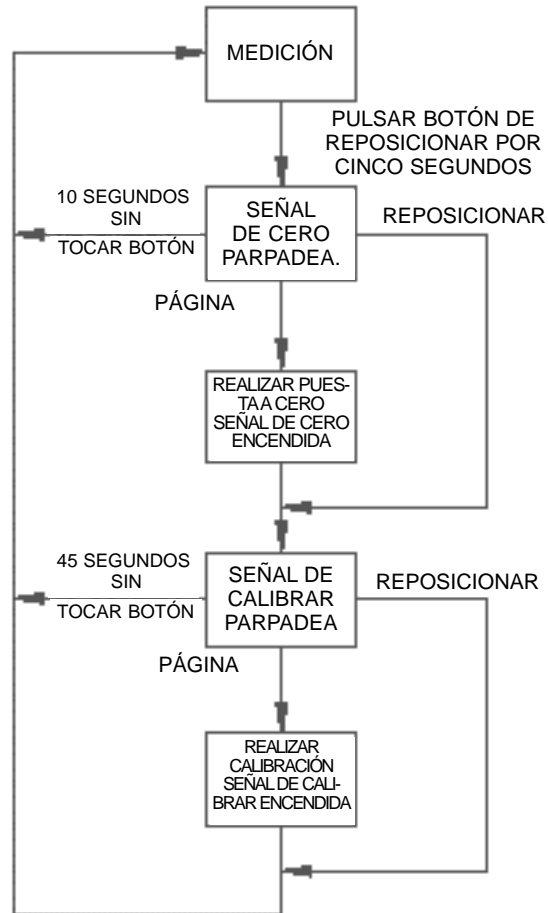 MEDICIÓN
PULSAR BOTÓN DE
REPOSICIONAR POR
CINCO SEGUNDOS
10 SEGUNDOS
SIN
TOCAR BOTÓN
SEÑAL
DE CERO
PARPADEA.
REPOSICIONAR
PÁGINA
REALIZAR PUES-
TA A CERO
SEÑAL DE CERO
ENCENDIDA
45 SEGUNDOS
SIN
TOCAR BOTÓN
SEÑAL DE
CALIBRAR
PARPADEA
REPOSICIONAR
PÁGINA
REALIZAR
CALIBRACIÓN
SEÑAL DE CALI-
BRAR ENCENDIDA